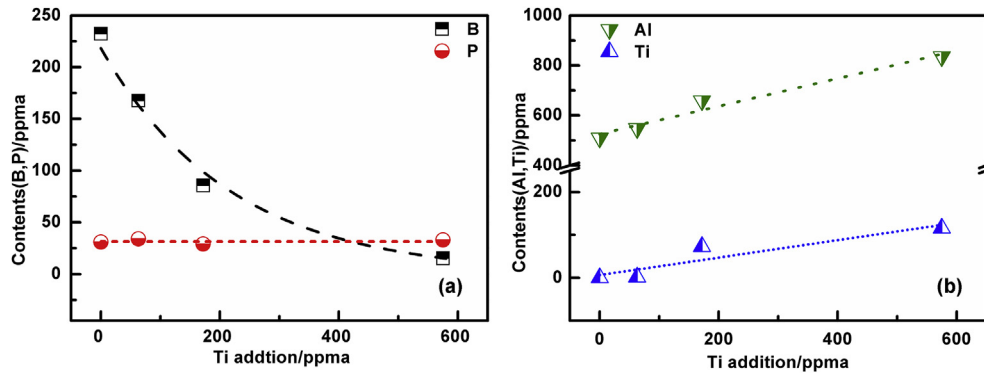 250
200
150
100
50
0
Contents(B,P)/ppma
B
P
(a)
0
200
400
600
Ti addtion/ppma
1000
800
600
400
200
0
Contents(Al,Ti)/ppma
Al
Ti
(b)
0
200
400
600
Ti addition/ppma